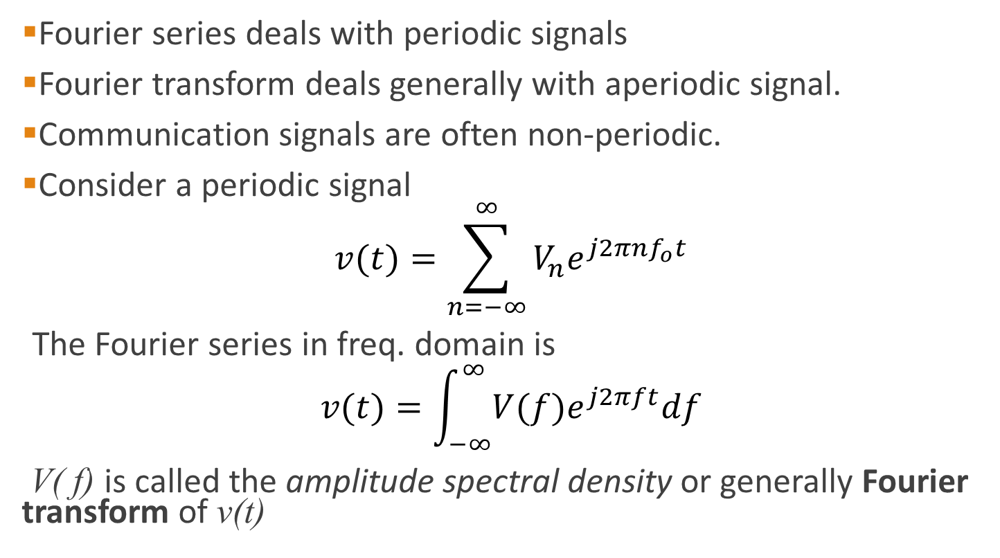 ▪Fourier series deals with periodic signals
▪Fourier transform deals generally with aperiodic signal.
▪Communication signals are often non-periodic.
▪Consider a periodic signal
$v(t) = \sum_{n=-\infty}^{\infty} V_n e^{j2\pi n f_o t}$
The Fourier series in freq. domain is
$v(t) = \int_{-\infty}^{\infty} V(f) e^{j2\pi f t} df$
V( f) is called the amplitude spectral density or generally Fourier
transform of v(t)